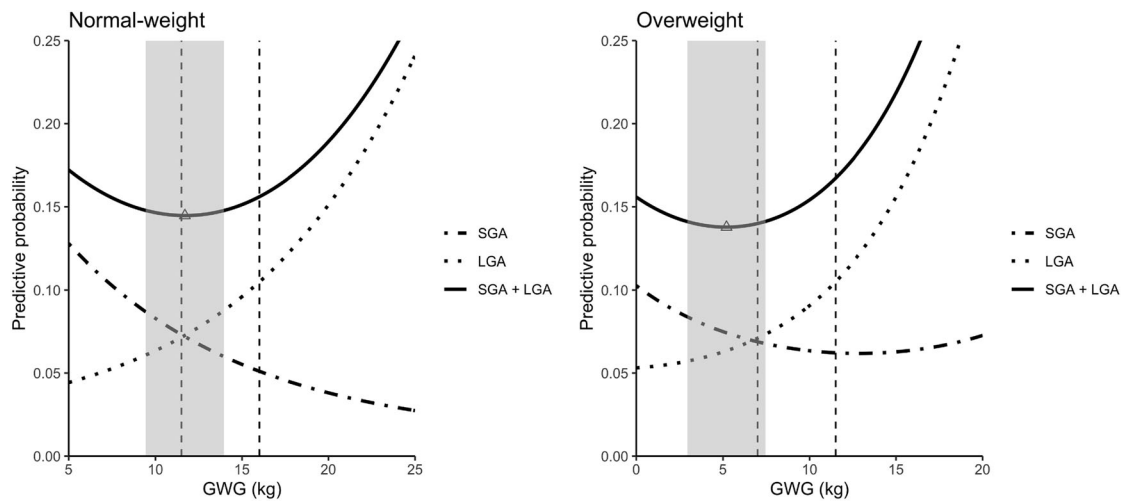 Normal-weight
0.25
0.20
0.15
0.10
0.05
0.00
Predictive probability
5
10
15
20
25
GWG (kg)
SGA
LGA
SGA + LGA
Overweight
0.25
0.20
0.15
0.10
0.05
0.00
Predictive probability
0
5
10
15
20
GWG (kg)
SGA
LGA
SGA + LGA